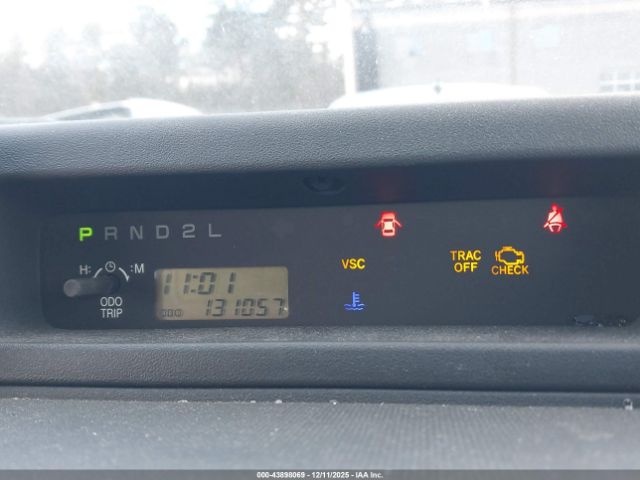 P R N D 2 L
VSC
TRAC
OFF
CHECK
H: :M
ODO
TRIP
11:01
ODO 131057
000-43898069 - 12/11/2025 - IAA Inc.